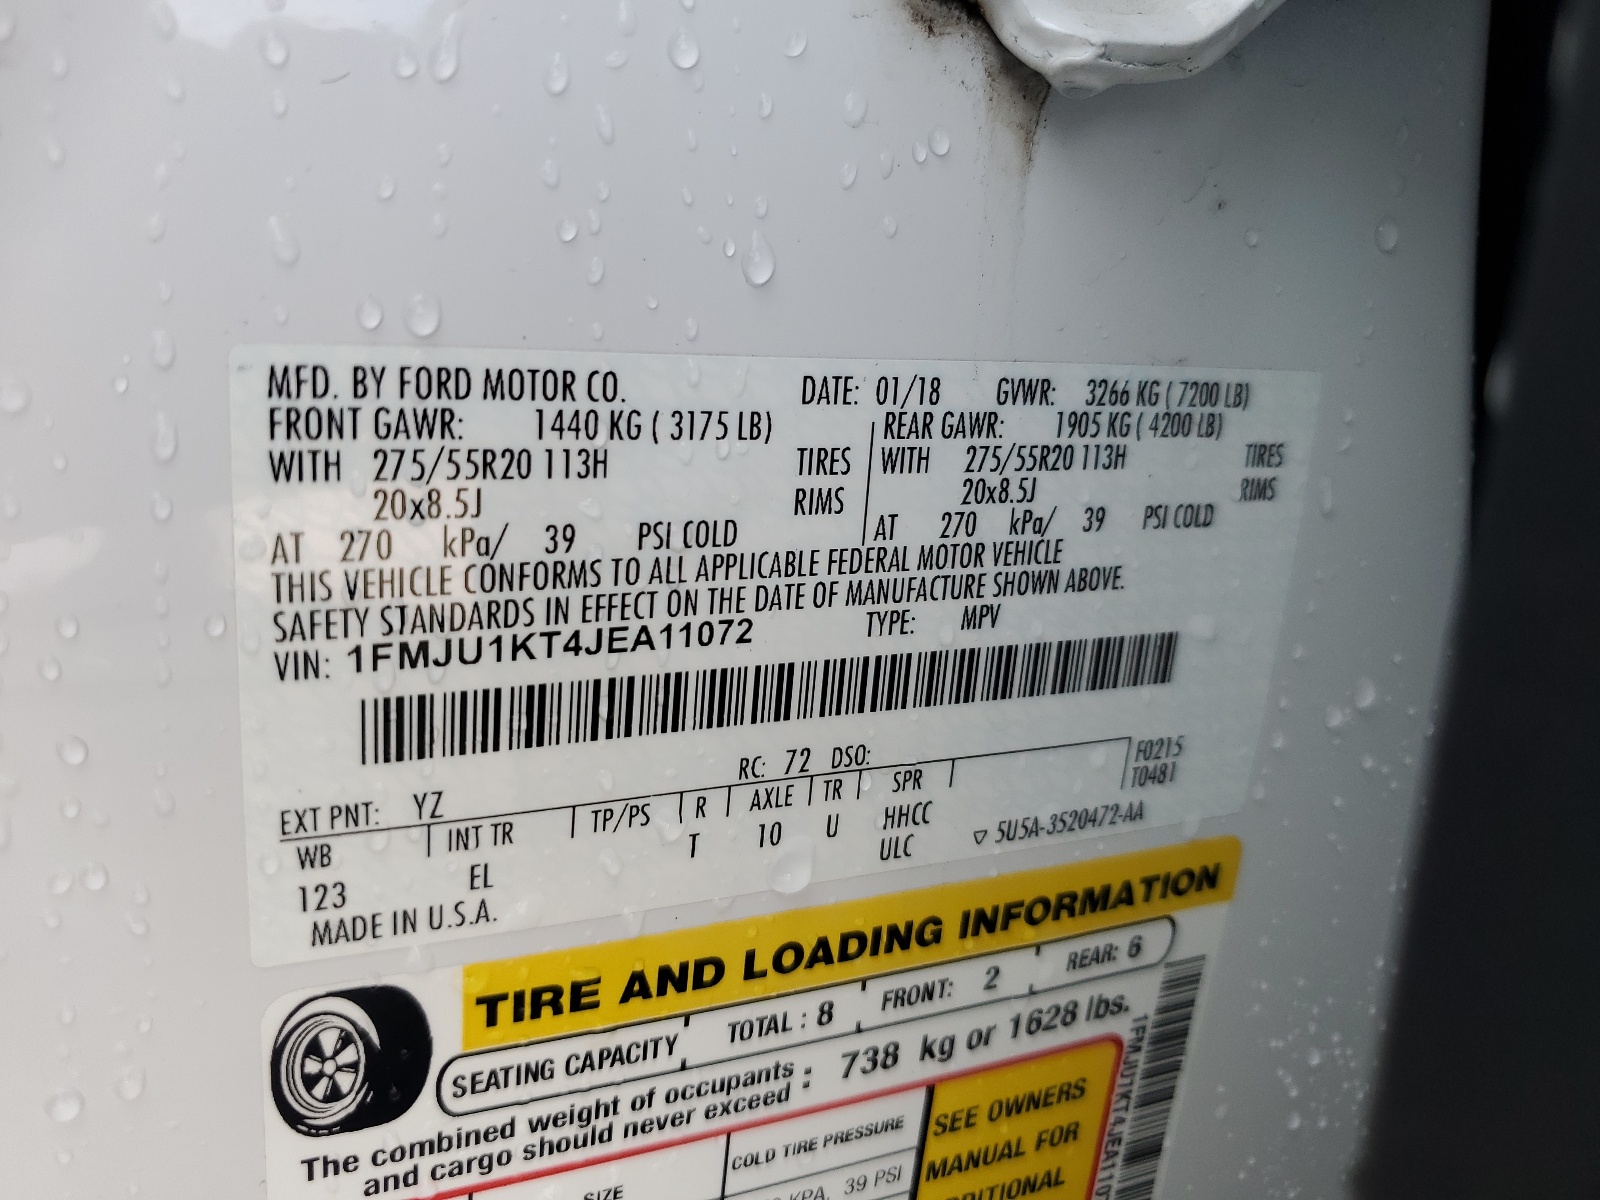 MFD. BY FORD MOTOR CO. DATE: 01/18 GVWR: 3266 KG ( 7200 LB)
FRONT GAWR: 1440 KG ( 3175 LB) REAR GAWR: 1905 KG ( 4200 LB)
WITH 275/55R20 113H TIRES WITH 275/55R20 113H TIRES
20x8.5J RIMS 20x8.5J RIMS
AT 270 kPa/ 39 PSI COLD AT 270 kPa/ 39 PSI COLD
THIS VEHICLE CONFORMS TO ALL APPLICABLE FEDERAL MOTOR VEHICLE
SAFETY STANDARDS IN EFFECT ON THE DATE OF MANUFACTURE SHOWN ABOVE.
VIN: 1FMJU1KT4JEA11072 TYPE: MPV
EXT PNT: YZ RC: 72 DSO: F0215
T0481
WB INT TR TP/PS R AXLE TR SPR
123 EL T 10 U HHCC
ULC 5U5A-3520472-AA
MADE IN U.S.A.
TIRE AND LOADING INFORMATION
SEATING CAPACITY TOTAL : 8 FRONT: 2 REAR: 6
The combined weight of occupants
and cargo should never exceed : 738 kg or 1628 lbs.
SIZE COLD TIRE PRESSURE SEE OWNERS
KPA, 39 PSI MANUAL FOR
1FMJU1KT4JEA110